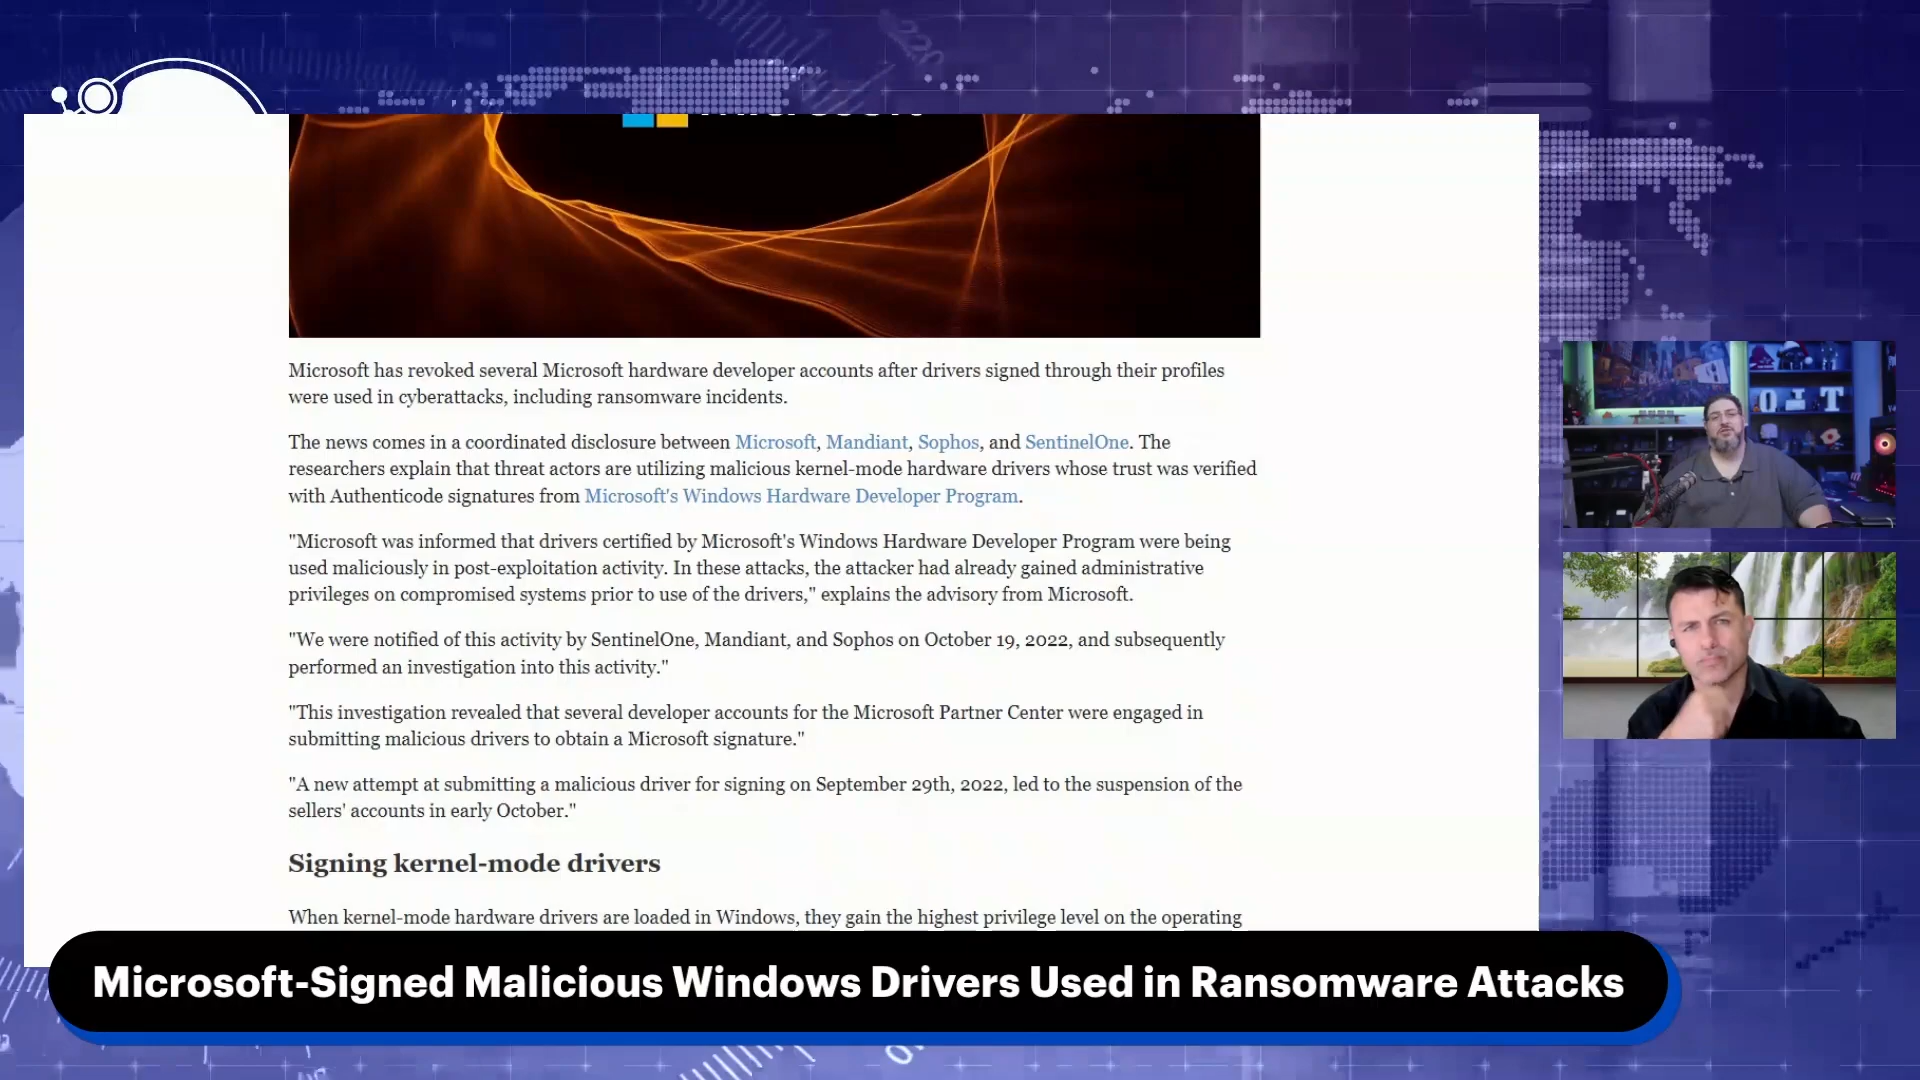 Microsoft has revoked several Microsoft hardware developer accounts after drivers signed through their profiles
were used in cyberattacks, including ransomware incidents.
The news comes in a coordinated disclosure between Microsoft, Mandiant, Sophos, and SentinelOne. The
researchers explain that threat actors are utilizing malicious kernel-mode hardware drivers whose trust was verified
with Authenticode signatures from Microsoft's Windows Hardware Developer Program.
"Microsoft was informed that drivers certified by Microsoft's Windows Hardware Developer Program were being
used maliciously in post-exploitation activity. In these attacks, the attacker had already gained administrative
privileges on compromised systems prior to use of the drivers," explains the advisory from Microsoft.
"We were notified of this activity by SentinelOne, Mandiant, and Sophos on October 19, 2022, and subsequently
performed an investigation into this activity."
"This investigation revealed that several developer accounts for the Microsoft Partner Center were engaged in
submitting malicious drivers to obtain a Microsoft signature."
"A new attempt at submitting a malicious driver for signing on September 29th, 2022, led to the suspension of the
sellers' accounts in early October."
Signing kernel-mode drivers
When kernel-mode hardware drivers are loaded in Windows, they gain the highest privilege level on the operating
Microsoft-Signed Malicious Windows Drivers Used in Ransomware Attacks